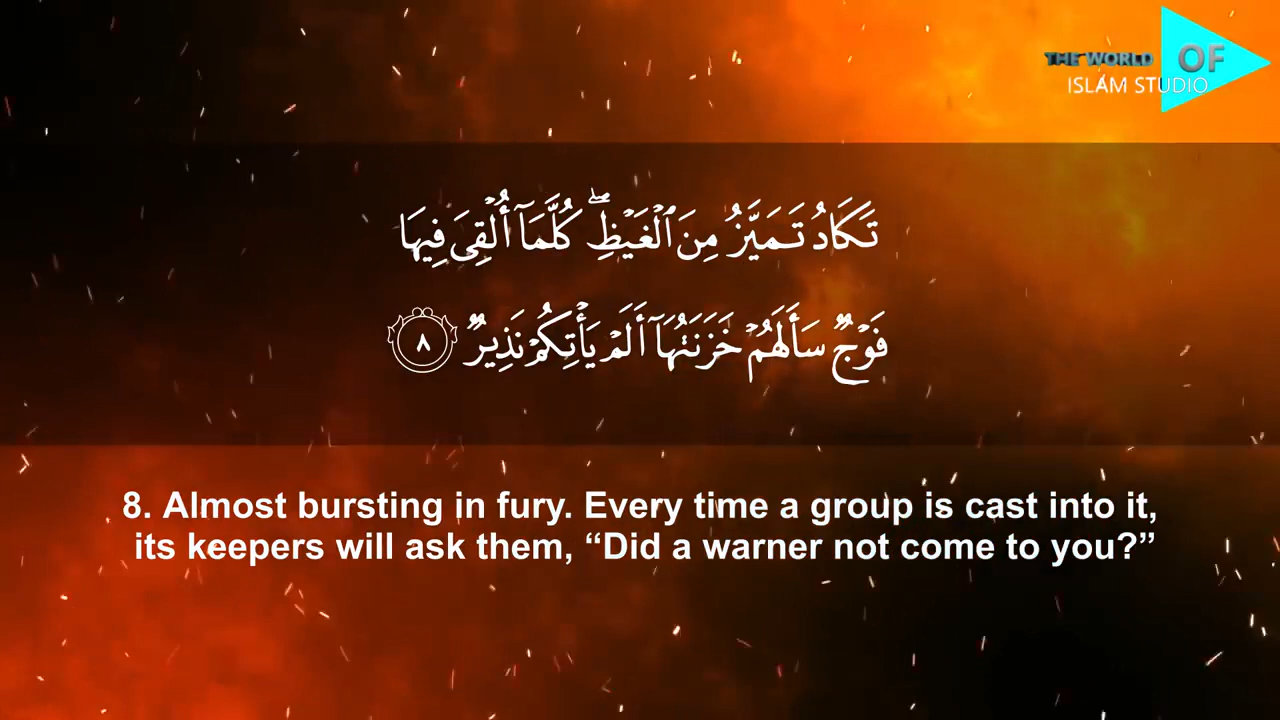 THE WORLD OF
ISLAM STUDIO
تَكَادُ تَمَيَّزُ مِنَ ٱلْغَيْظِ ۖ كُلَّمَآ أُلْقِىَ فِيهَا
فَوْجٌ سَأَلَهُمْ خَزَنَتُهَآ أَلَمْ يَأْتِكُمْ نَذِيرٌ ٨
8. Almost bursting in fury. Every time a group is cast into it,
its keepers will ask them, “Did a warner not come to you?”